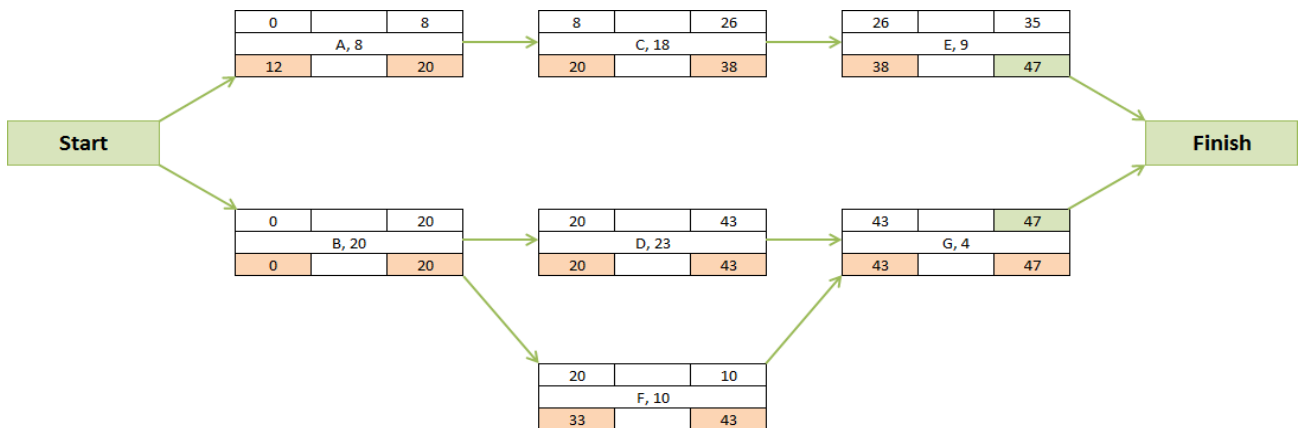 0 8 8 26 26 35
A, 8 C, 18 E, 9
12 20 20 38 38 47
Start Finish
0 20 20 43 43 47
B, 20 D, 23 G, 4
0 20 20 43 43 47
20 10
F, 10
33 43